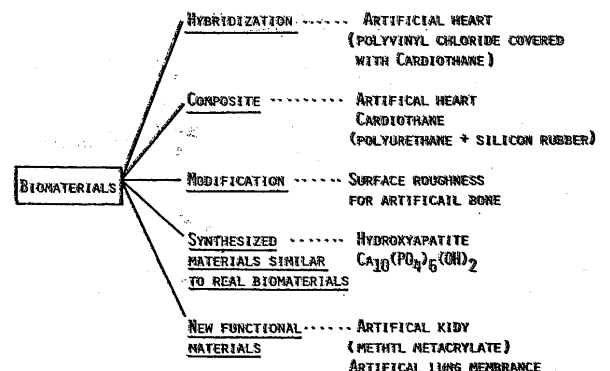 BIOMATERIALS
HYBRIDIZATION ······ ARTIFICIAL HEART
(POLYVINYL CHLORIDE COVERED
WITH CARDIOTHANE)
COMPOSITE ········· ARTIFICAL HEART
CARDIOTHANE
(POLYURETHANE + SILICON RUBBER)
MODIFICATION ······ SURFACE ROUGHNESS
FOR ARTIFICAIL BONE
SYNTHESIZED ······· HYDROXYAPATITE
MATERIALS SIMILAR Ca10(PO4)6(OH)2
TO REAL BIOMATERIALS
NEW FUNCTIONAL ······ ARTIFICAL KIDY
MATERIALS (METHTL METACRYLATE)
ARTIFICAL LUNG MEMBRANCE